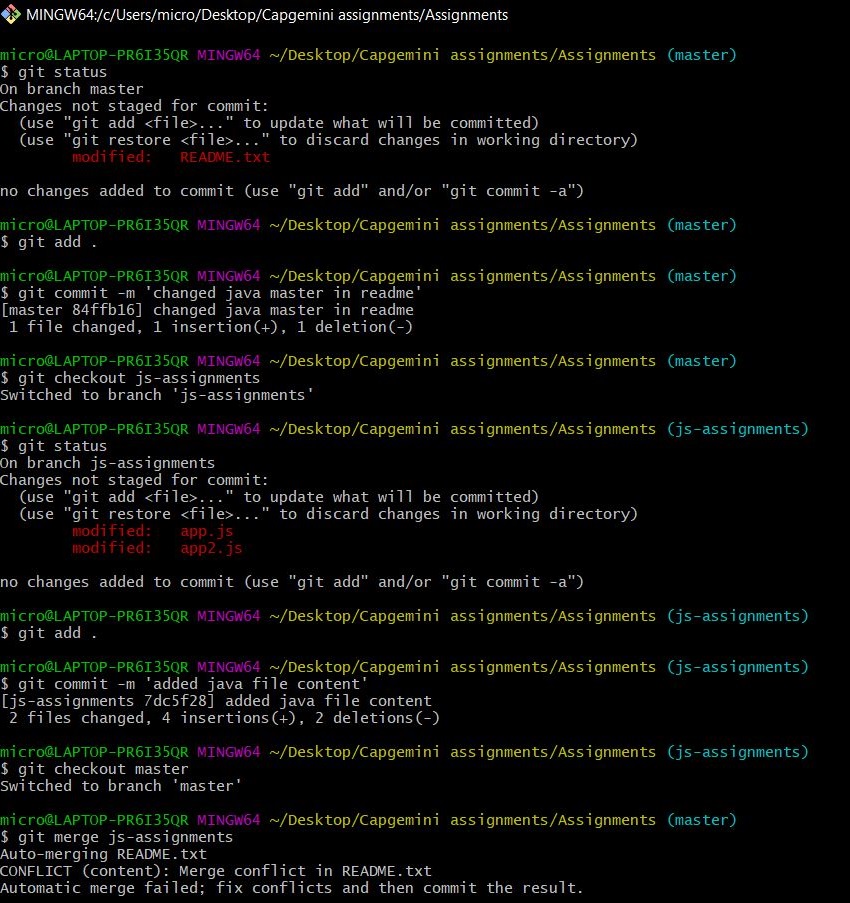 MINGW64:/c/Users/micro/Desktop/Capgemini assignments/Assignments
micro@LAPTOP-PR6I35QR MINGW64 ~/Desktop/Capgemini assignments/Assignments (master)
$ git status
On branch master
Changes not staged for commit:
  (use "git add <file>..." to update what will be committed)
  (use "git restore <file>..." to discard changes in working directory)
        modified:   README.txt
no changes added to commit (use "git add" and/or "git commit -a")
micro@LAPTOP-PR6I35QR MINGW64 ~/Desktop/Capgemini assignments/Assignments (master)
$ git add .
micro@LAPTOP-PR6I35QR MINGW64 ~/Desktop/Capgemini assignments/Assignments (master)
$ git commit -m 'changed java master in readme'
[master 84ffb16] changed java master in readme
 1 file changed, 1 insertion(+), 1 deletion(-)
micro@LAPTOP-PR6I35QR MINGW64 ~/Desktop/Capgemini assignments/Assignments (master)
$ git checkout js-assignments
Switched to branch 'js-assignments'
micro@LAPTOP-PR6I35QR MINGW64 ~/Desktop/Capgemini assignments/Assignments (js-assignments)
$ git status
On branch js-assignments
Changes not staged for commit:
  (use "git add <file>..." to update what will be committed)
  (use "git restore <file>..." to discard changes in working directory)
        modified:   app.js
        modified:   app2.js
no changes added to commit (use "git add" and/or "git commit -a")
micro@LAPTOP-PR6I35QR MINGW64 ~/Desktop/Capgemini assignments/Assignments (js-assignments)
$ git add .
micro@LAPTOP-PR6I35QR MINGW64 ~/Desktop/Capgemini assignments/Assignments (js-assignments)
$ git commit -m 'added java file content'
[js-assignments 7dc5f28] added java file content
 2 files changed, 4 insertions(+), 2 deletions(-)
micro@LAPTOP-PR6I35QR MINGW64 ~/Desktop/Capgemini assignments/Assignments (js-assignments)
$ git checkout master
Switched to branch 'master'
micro@LAPTOP-PR6I35QR MINGW64 ~/Desktop/Capgemini assignments/Assignments (master)
$ git merge js-assignments
Auto-merging README.txt
CONFLICT (content): Merge conflict in README.txt
Automatic merge failed; fix conflicts and then commit the result.